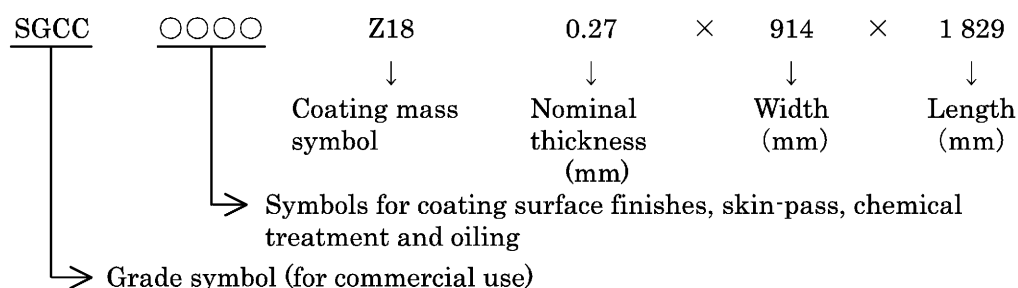 SGCC ○○○○ Z18 0.27 × 914 × 1 829
↓ ↓ ↓ ↓
Coating mass Nominal Width Length
symbol thickness (mm) (mm)
(mm)
Symbols for coating surface finishes, skin-pass, chemical
treatment and oiling
Grade symbol (for commercial use)